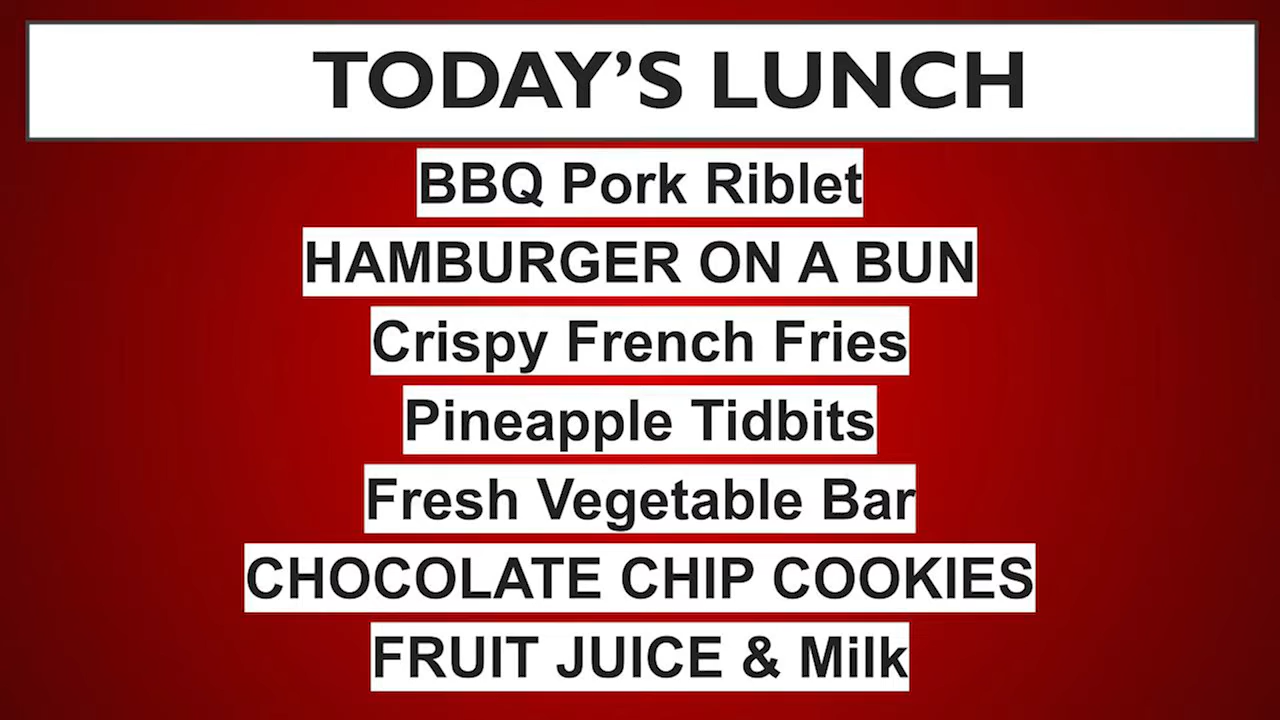 TODAY’S LUNCH
BBQ Pork Riblet
HAMBURGER ON A BUN
Crispy French Fries
Pineapple Tidbits
Fresh Vegetable Bar
CHOCOLATE CHIP COOKIES
FRUIT JUICE & Milk